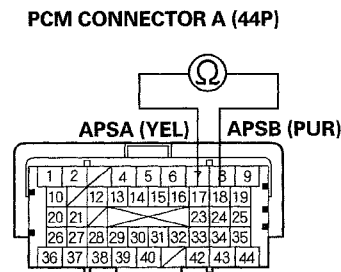 PCM CONNECTOR A (44P)
Ω
APSA (YEL) APSB (PUR)
1 2 4 5 6 7 8 9
10 12 13 14 15 16 17 18 19
20 21 23 24 25
26 27 28 29 30 31 32 33 34 35
36 37 38 39 40 42 43 44